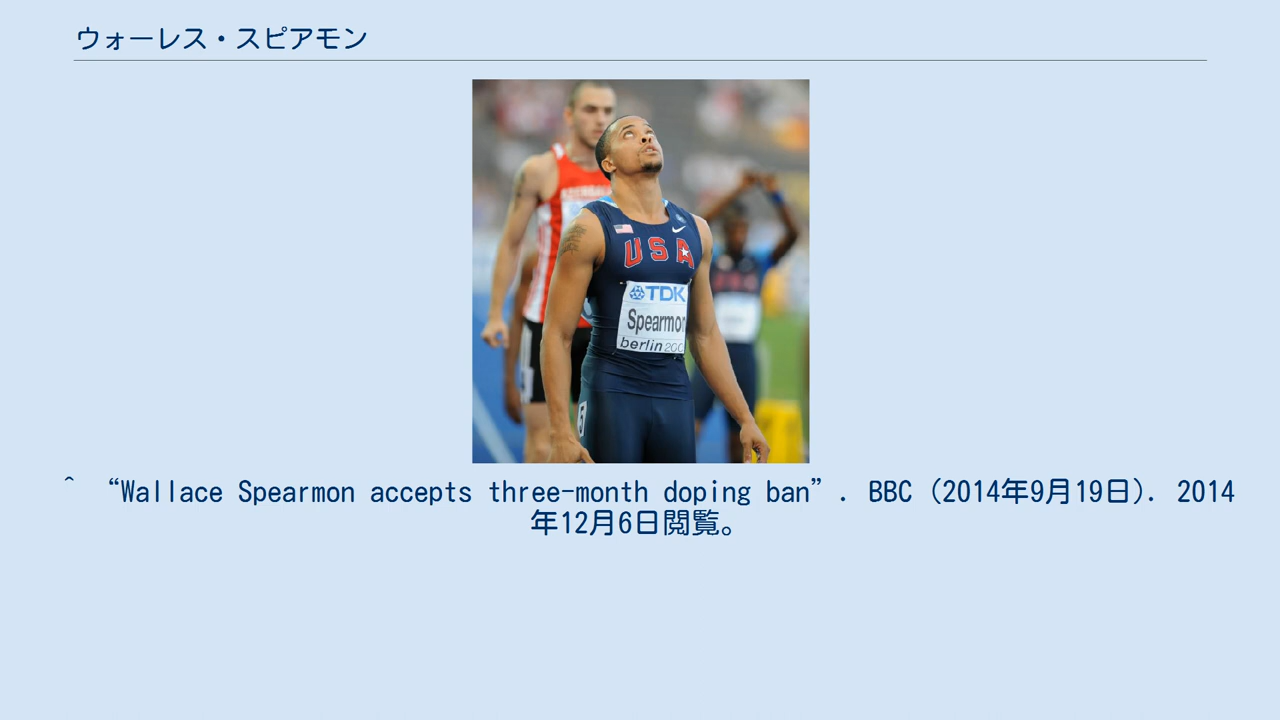 ウォーレス・スピアモン
USA
TDK
Spearmon
berlin 200
5
^ “Wallace Spearmon accepts three-month doping ban”. BBC (2014年9月19日). 2014
年12月6日閲覧。